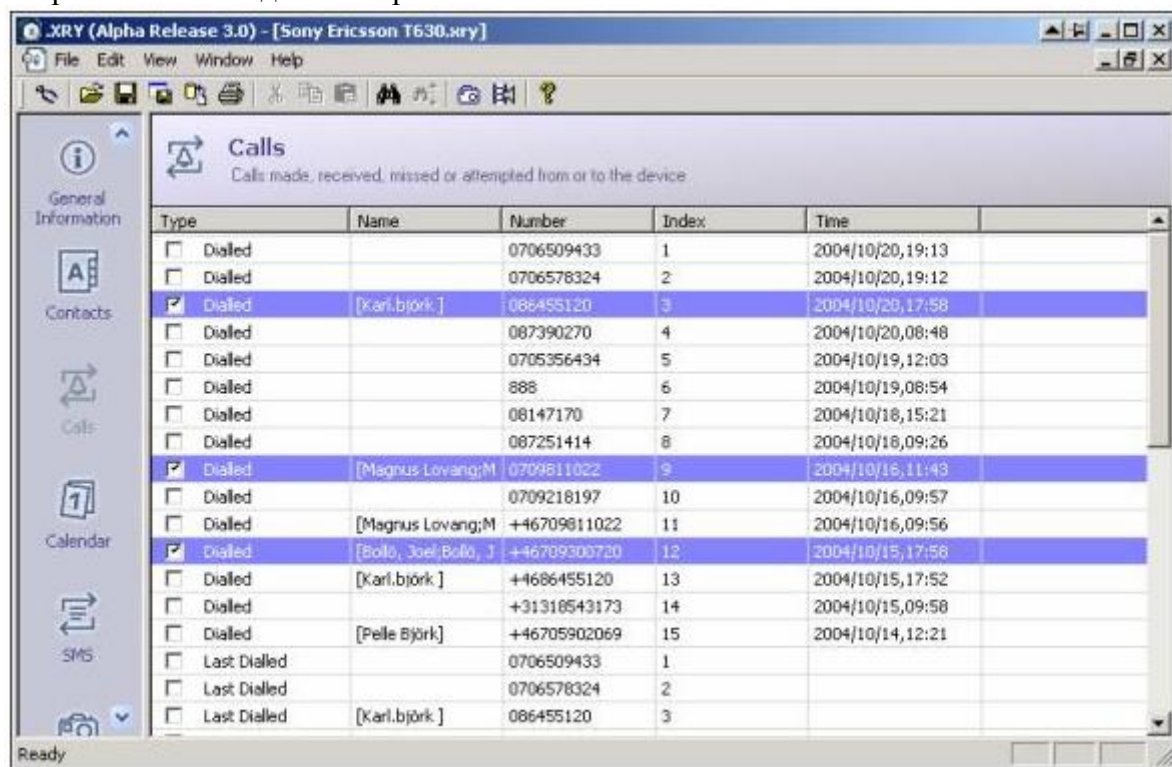 .XRY (Alpha Release 3.0) - [Sony Ericsson T630.xry]
File Edit View Window Help
Calls
Calls made, received, missed or attempted from or to the device
General
Information
Contacts
Calls
Calendar
SMS
Type Name Number Index Time
Dialled 0706509433 1 2004/10/20,19:13
Dialled 0706578324 2 2004/10/20,19:12
Dialled [Karl.björk ] 086455120 3 2004/10/20,17:58
Dialled 087390270 4 2004/10/20,08:48
Dialled 0705356434 5 2004/10/19,12:03
Dialled 888 6 2004/10/19,08:54
Dialled 08147170 7 2004/10/18,15:21
Dialled 087251414 8 2004/10/18,09:26
Dialled [Magnus Lovang;M 0709811022 9 2004/10/16,11:43
Dialled 0709218197 10 2004/10/16,09:57
Dialled [Magnus Lovang;M +46709811022 11 2004/10/16,09:56
Dialled [Bollö, Joel;Bollö, J +46709300720 12 2004/10/15,17:58
Dialled [Karl.björk ] +4686455120 13 2004/10/15,17:52
Dialled +31318543173 14 2004/10/15,09:58
Dialled [Pelle Björk] +46705902069 15 2004/10/14,12:21
Last Dialled 0706509433 1
Last Dialled 0706578324 2
Last Dialled [Karl.björk ] 086455120 3
Ready